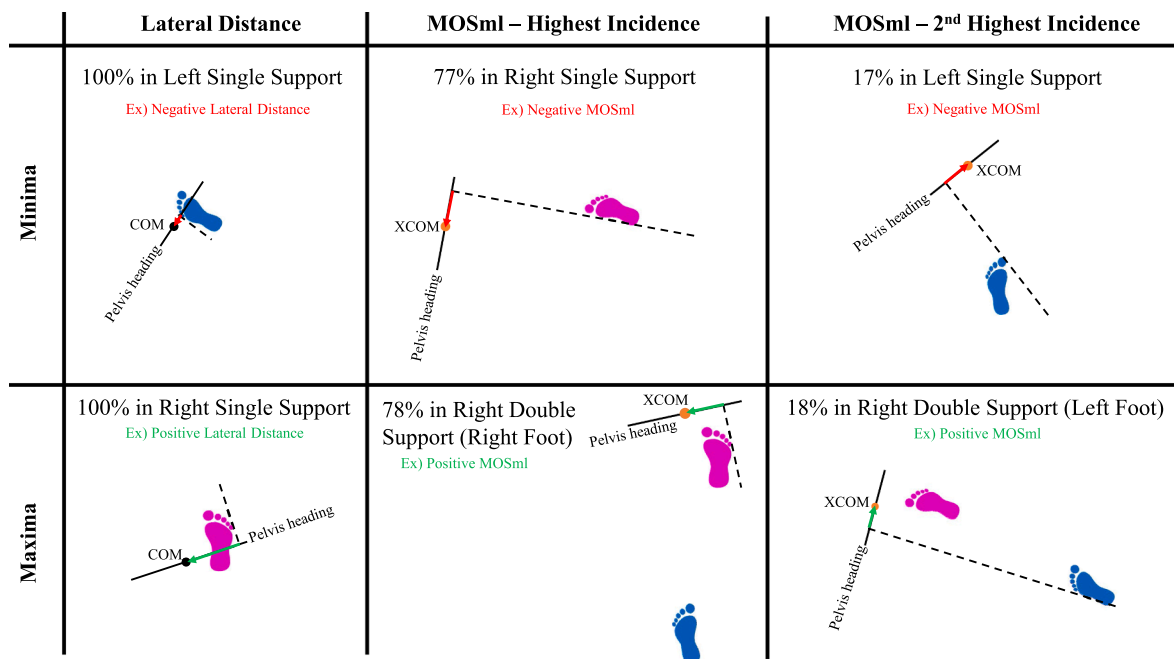 Lateral Distance
MOSml – Highest Incidence
MOSml – 2nd Highest Incidence
Minima
100% in Left Single Support
Ex) Negative Lateral Distance
COM
Pelvis heading
77% in Right Single Support
Ex) Negative MOSml
XCOM
Pelvis heading
17% in Left Single Support
Ex) Negative MOSml
XCOM
Pelvis heading
Maxima
100% in Right Single Support
Ex) Positive Lateral Distance
COM
Pelvis heading
78% in Right Double
Support (Right Foot)
Ex) Positive MOSml
XCOM
Pelvis heading
18% in Right Double Support (Left Foot)
Ex) Positive MOSml
XCOM
Pelvis heading